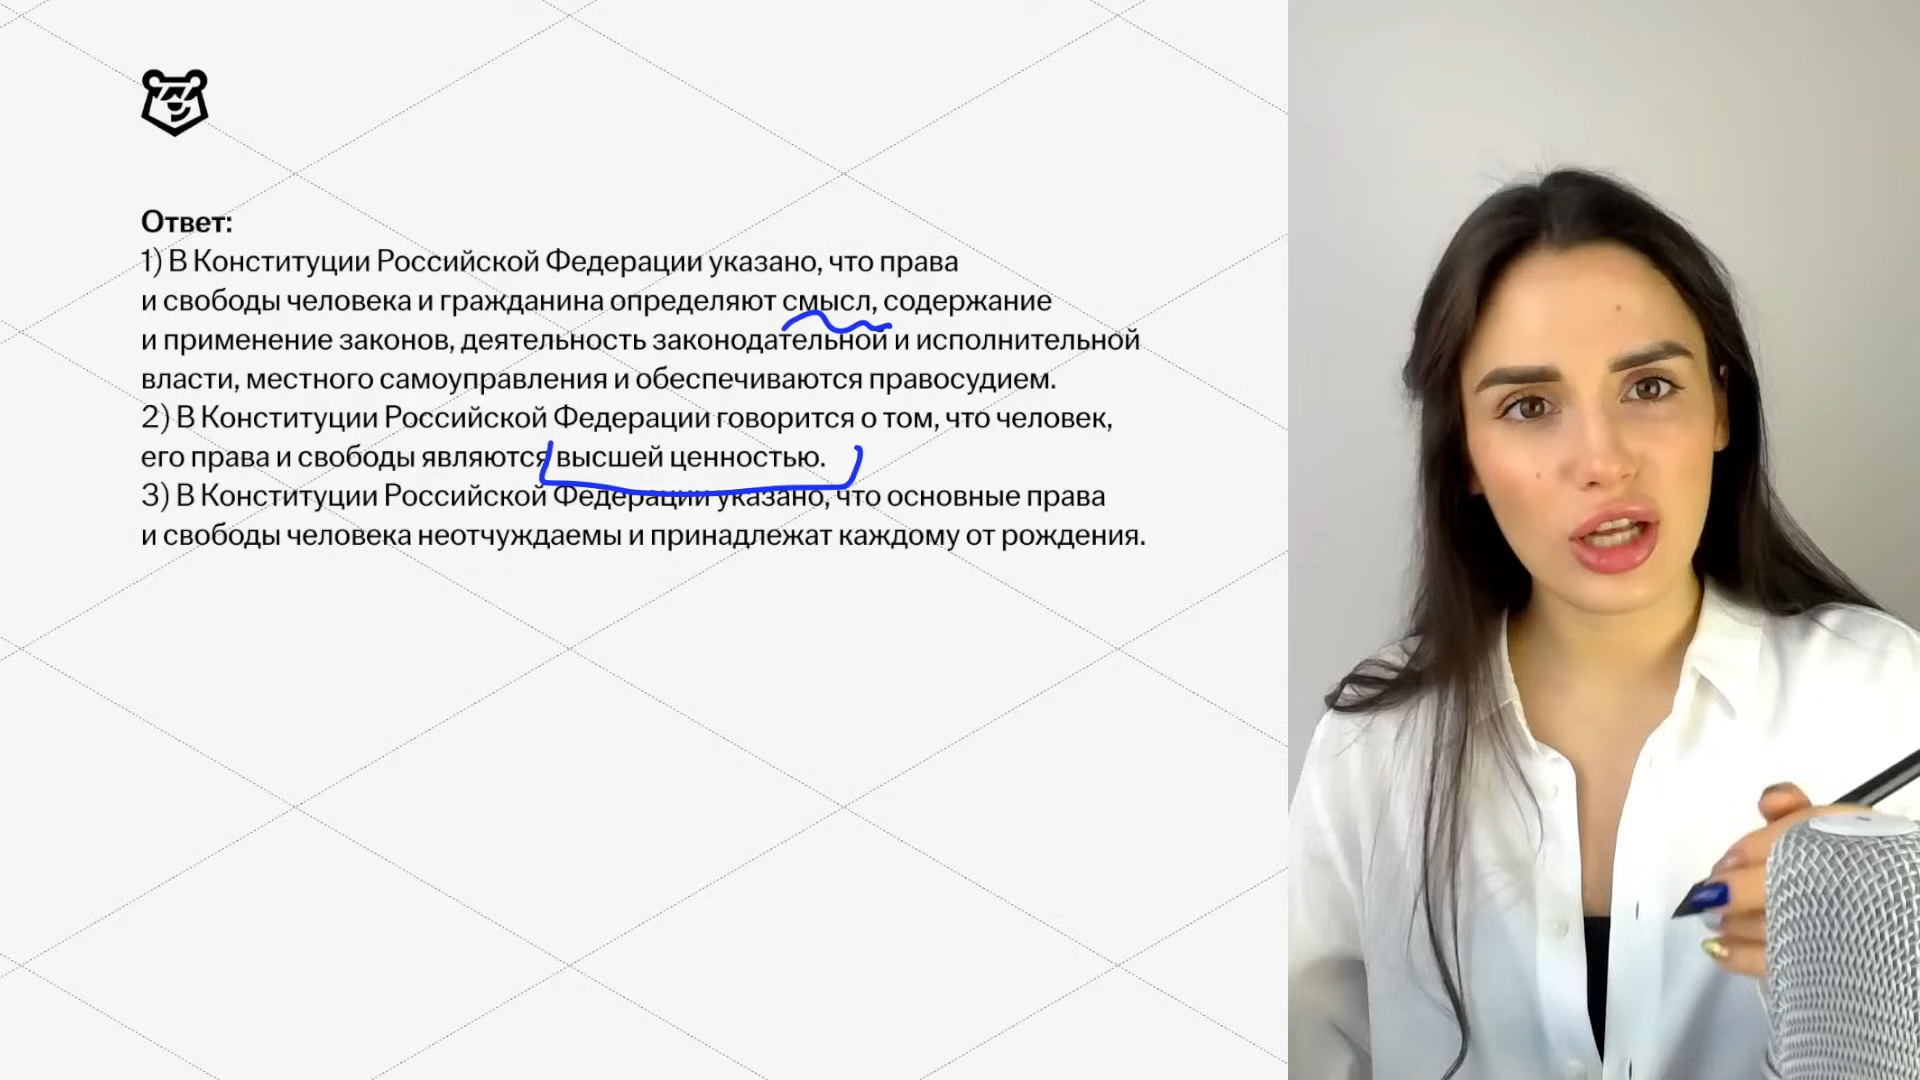 Ответ:
1) В Конституции Российской Федерации указано, что права
и свободы человека и гражданина определяют смысл, содержание
и применение законов, деятельность законодательной и исполнительной
власти, местного самоуправления и обеспечиваются правосудием.
2) В Конституции Российской Федерации говорится о том, что человек,
его права и свободы являются высшей ценностью.
3) В Конституции Российской Федерации указано, что основные права
и свободы человека неотчуждаемы и принадлежат каждому от рождения.